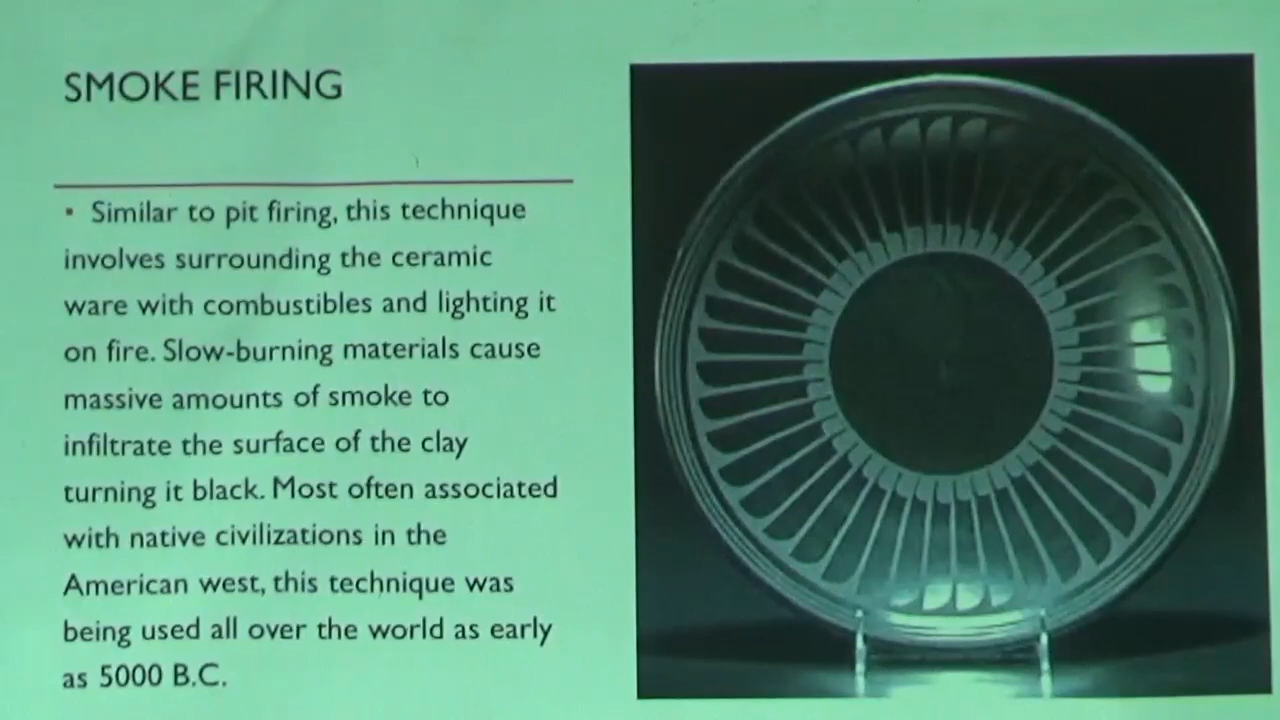 SMOKE FIRING
• Similar to pit firing, this technique
involves surrounding the ceramic
ware with combustibles and lighting it
on fire. Slow-burning materials cause
massive amounts of smoke to
infiltrate the surface of the clay
turning it black. Most often associated
with native civilizations in the
American west, this technique was
being used all over the world as early
as 5000 B.C.